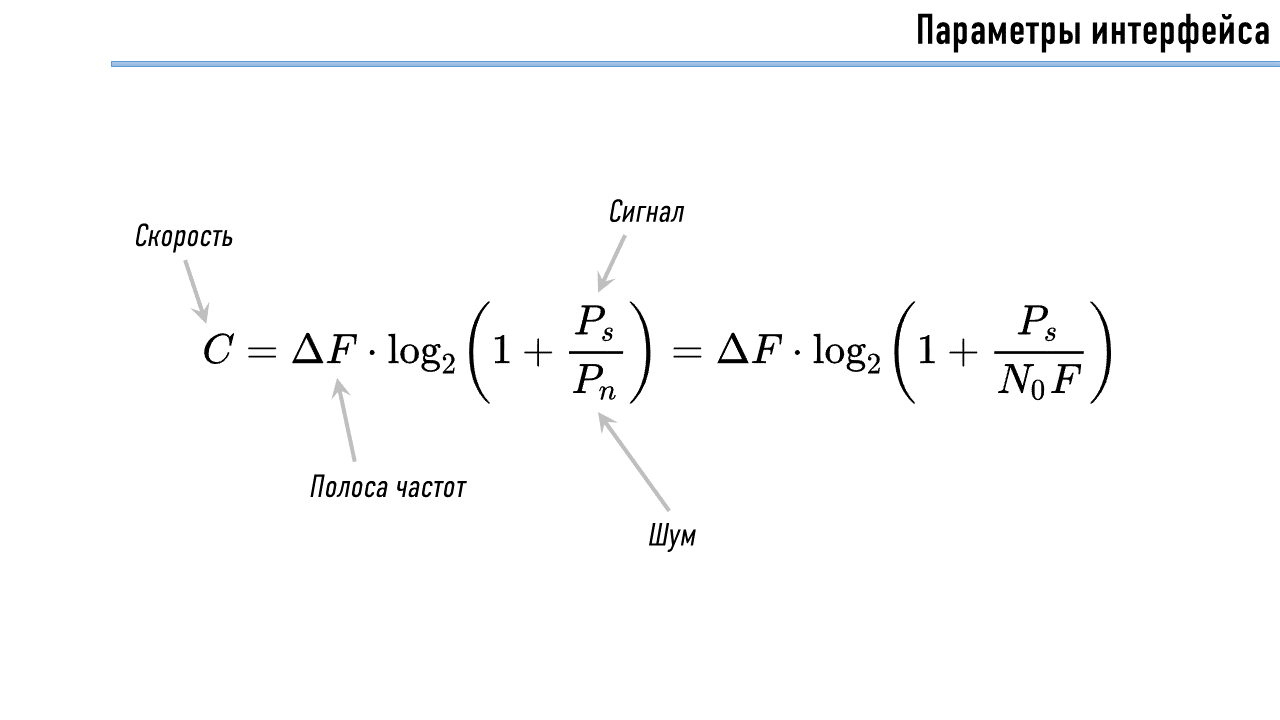 Параметры интерфейса
Сигнал
Скорость
C = ΔF · log₂(1 + Pₛ/Pₙ) = ΔF · log₂(1 + Pₛ/N₀F)
Полоса частот
Шум